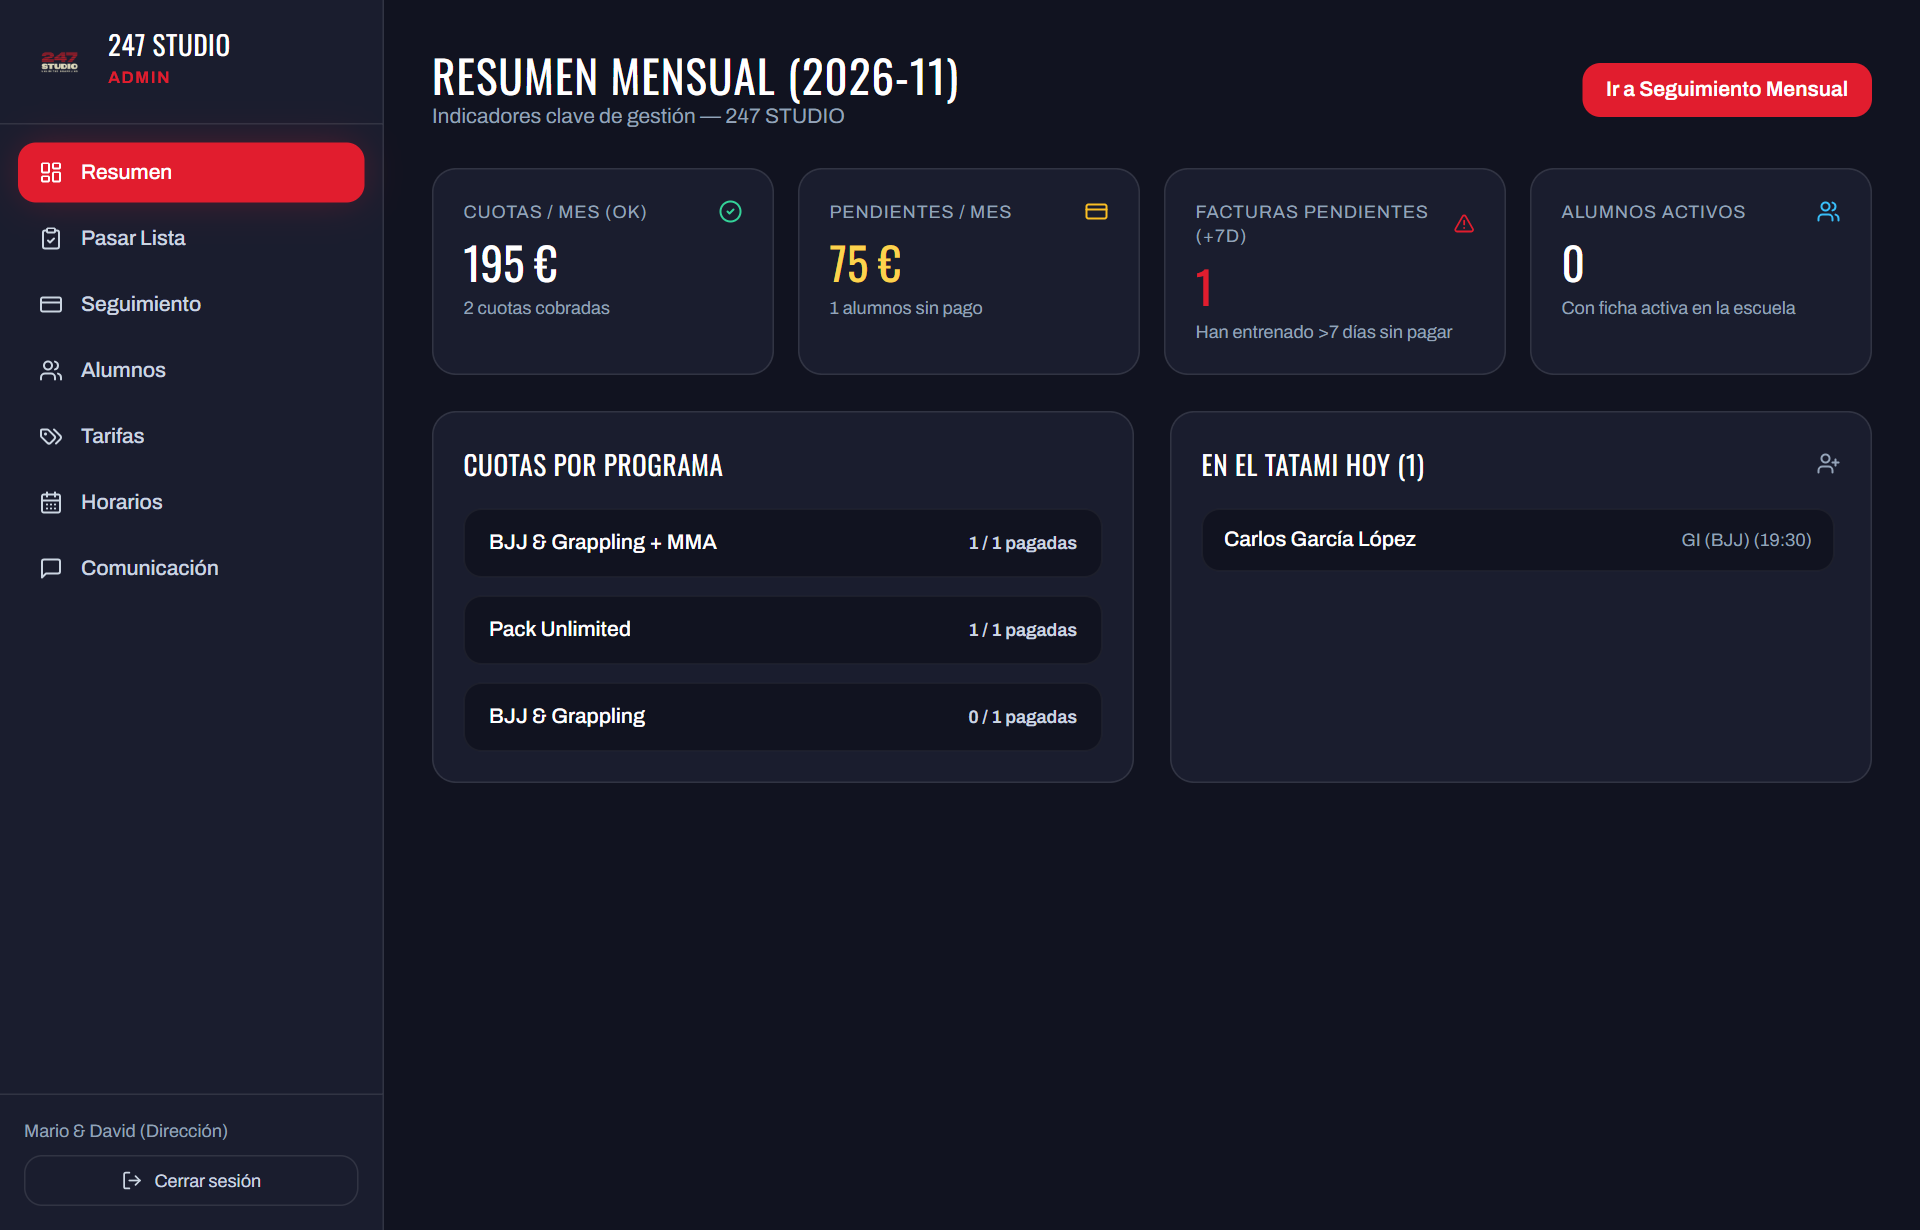 247
STUDIO
247 STUDIO
ADMIN
Resumen
Pasar Lista
Seguimiento
Alumnos
Tarifas
Horarios
Comunicación
Mario & David (Dirección)
Cerrar sesión
RESUMEN MENSUAL (2026-11)
Indicadores clave de gestión — 247 STUDIO
Ir a Seguimiento Mensual
CUOTAS / MES (OK)
195 €
2 cuotas cobradas
PENDIENTES / MES
75 €
1 alumnos sin pago
FACTURAS PENDIENTES
(+7D)
1
Han entrenado >7 días sin pagar
ALUMNOS ACTIVOS
0
Con ficha activa en la escuela
CUOTAS POR PROGRAMA
BJJ & Grappling + MMA 1 / 1 pagadas
Pack Unlimited 1 / 1 pagadas
BJJ & Grappling 0 / 1 pagadas
EN EL TATAMI HOY (1)
Carlos García López GI (BJJ) (19:30)